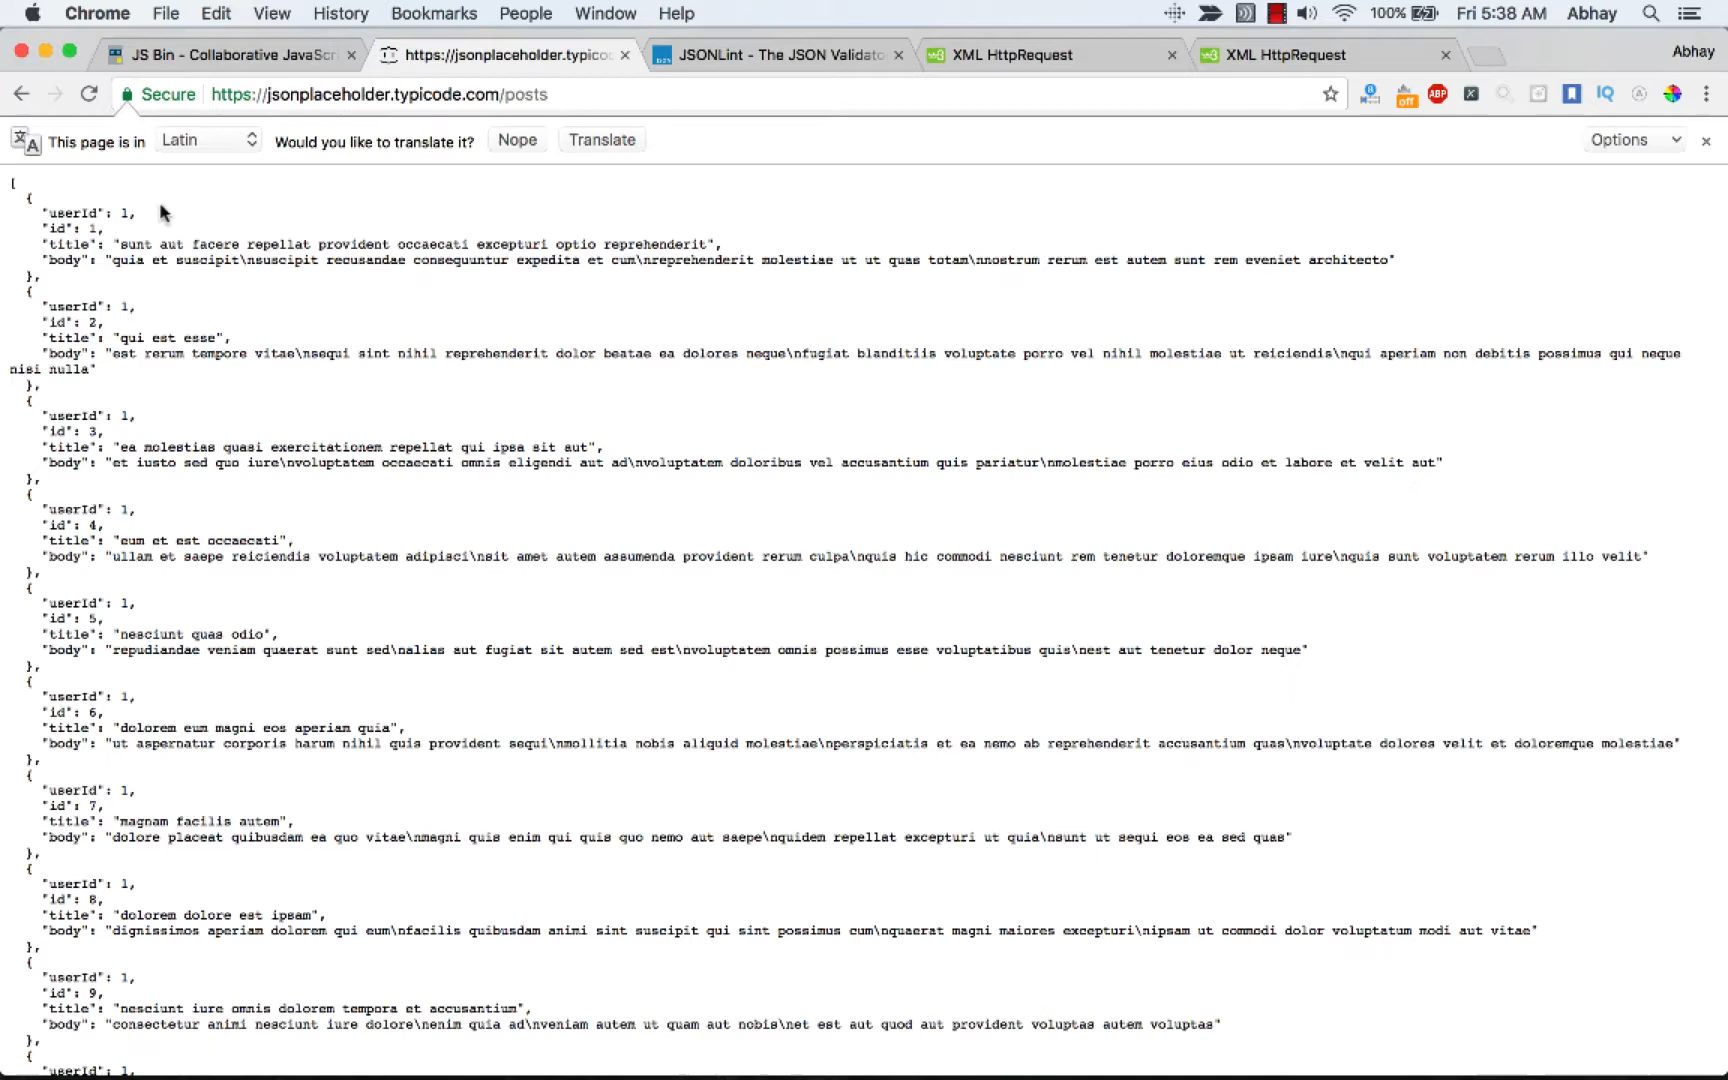 Chrome File Edit View History Bookmarks People Window Help 100% Fri 5:38 AM Abhay
JS Bin - Collaborative JavaScri https://jsonplaceholder.typico JSONLint - The JSON Validato XML HttpRequest XML HttpRequest Abhay
Secure https://jsonplaceholder.typicode.com/posts off ABP IQ
This page is in Latin Would you like to translate it? Nope Translate Options
[
{
"userId": 1,
"id": 1,
"title": "sunt aut facere repellat provident occaecati excepturi optio reprehenderit",
"body": "quia et suscipit\nsuscipit recusandae consequuntur expedita et cum\nreprehenderit molestiae ut ut quas totam\nnostrum rerum est autem sunt rem eveniet architecto"
},
{
"userId": 1,
"id": 2,
"title": "qui est esse",
"body": "est rerum tempore vitae\nsequi sint nihil reprehenderit dolor beatae ea dolores neque\nfugiat blanditiis voluptate porro vel nihil molestiae ut reiciendis\nqui aperiam non debitis possimus qui neque
nisi nulla"
},
{
"userId": 1,
"id": 3,
"title": "ea molestias quasi exercitationem repellat qui ipsa sit aut",
"body": "et iusto sed quo iure\nvoluptatem occaecati omnis eligendi aut ad\nvoluptatem doloribus vel accusantium quis pariatur\nmolestiae porro eius odio et labore et velit aut"
},
{
"userId": 1,
"id": 4,
"title": "eum et est occaecati",
"body": "ullam et saepe reiciendis voluptatem adipisci\nsit amet autem assumenda provident rerum culpa\nquis hic commodi nesciunt rem tenetur doloremque ipsam iure\nquis sunt voluptatem rerum illo velit"
},
{
"userId": 1,
"id": 5,
"title": "nesciunt quas odio",
"body": "repudiandae veniam quaerat sunt sed\nalias aut fugiat sit autem sed est\nvoluptatem omnis possimus esse voluptatibus quis\nest aut tenetur dolor neque"
},
{
"userId": 1,
"id": 6,
"title": "dolorem eum magni eos aperiam quia",
"body": "ut aspernatur corporis harum nihil quis provident sequi\nmollitia nobis aliquid molestiae\nperspiciatis et ea nemo ab reprehenderit accusantium quas\nvoluptate dolores velit et doloremque molestiae"
},
{
"userId": 1,
"id": 7,
"title": "magnam facilis autem",
"body": "dolore placeat quibusdam ea quo vitae\nmagni quis enim qui quis quo nemo aut saepe\nquidem repellat excepturi ut quia\nsunt ut sequi eos ea sed quas"
},
{
"userId": 1,
"id": 8,
"title": "dolorem dolore est ipsam",
"body": "dignissimos aperiam dolorem qui eum\nfacilis quibusdam animi sint suscipit qui sint possimus cum\nquaerat magni maiores excepturi\nipsam ut commodi dolor voluptatum modi aut vitae"
},
{
"userId": 1,
"id": 9,
"title": "nesciunt iure omnis dolorem tempora et accusantium",
"body": "consectetur animi nesciunt iure dolore\nenim quia ad\nveniam autem ut quam aut nobis\net est aut quod aut provident voluptas autem voluptas"
},
{
"userId": 1,